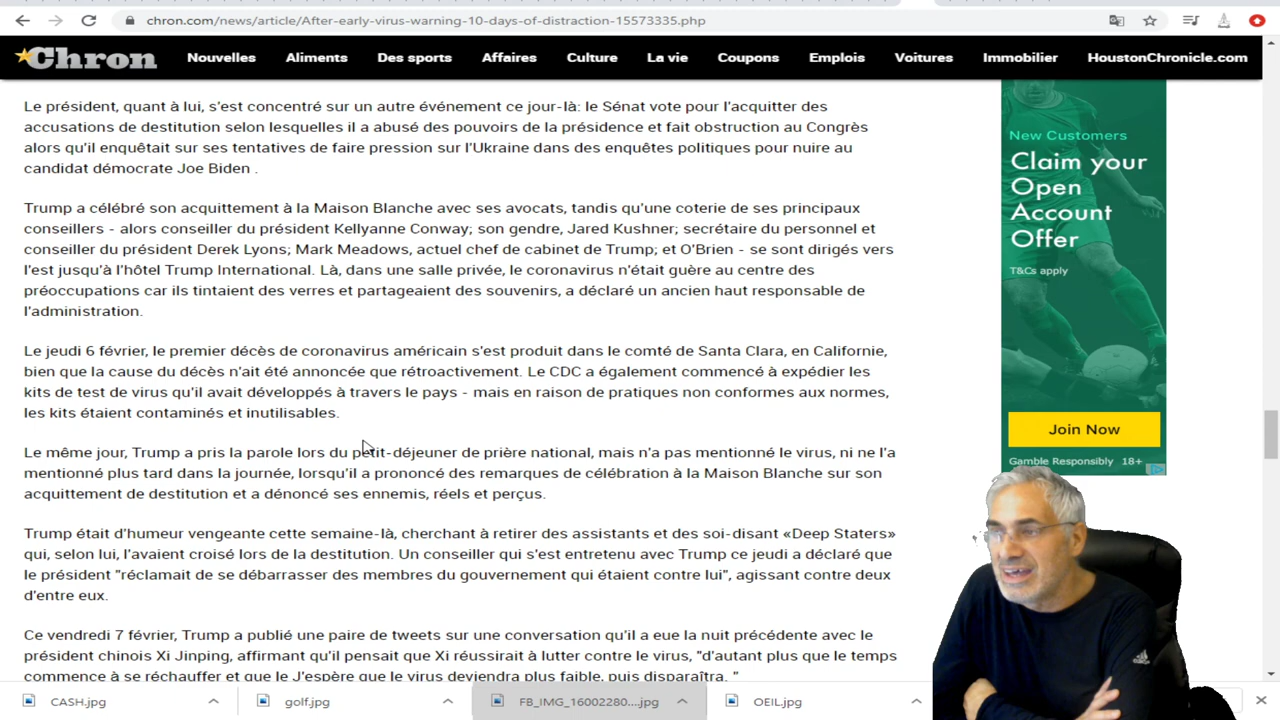 chron.com/news/article/After-early-virus-warning-10-days-of-distraction-15573335.php
Chron
Nouvelles Aliments Des sports Affaires Culture La vie Coupons Emplois Voitures Immobilier HoustonChronicle.com
Le président, quant à lui, s'est concentré sur un autre événement ce jour-là: le Sénat vote pour l'acquitter des
accusations de destitution selon lesquelles il a abusé des pouvoirs de la présidence et fait obstruction au Congrès
alors qu'il enquêtait sur ses tentatives de faire pression sur l'Ukraine dans des enquêtes politiques pour nuire au
candidat démocrate Joe Biden .
Trump a célébré son acquittement à la Maison Blanche avec ses avocats, tandis qu'une coterie de ses principaux
conseillers - alors conseiller du président Kellyanne Conway; son gendre, Jared Kushner; secrétaire du personnel et
conseiller du président Derek Lyons; Mark Meadows, actuel chef de cabinet de Trump; et O'Brien - se sont dirigés vers
l'est jusqu'à l'hôtel Trump International. Là, dans une salle privée, le coronavirus n'était guère au centre des
préoccupations car ils tintaient des verres et partageaient des souvenirs, a déclaré un ancien haut responsable de
l'administration.
Le jeudi 6 février, le premier décès de coronavirus américain s'est produit dans le comté de Santa Clara, en Californie,
bien que la cause du décès n'ait été annoncée que rétroactivement. Le CDC a également commencé à expédier les
kits de test de virus qu'il avait développés à travers le pays - mais en raison de pratiques non conformes aux normes,
les kits étaient contaminés et inutilisables.
Le même jour, Trump a pris la parole lors du petit-déjeuner de prière national, mais n'a pas mentionné le virus, ni ne l'a
mentionné plus tard dans la journée, lorsqu'il a prononcé des remarques de célébration à la Maison Blanche sur son
acquittement de destitution et a dénoncé ses ennemis, réels et perçus.
Trump était d'humeur vengeante cette semaine-là, cherchant à retirer des assistants et des soi-disant «Deep Staters»
qui, selon lui, l'avaient croisé lors de la destitution. Un conseiller qui s'est entretenu avec Trump ce jeudi a déclaré que
le président "réclamait de se débarrasser des membres du gouvernement qui étaient contre lui", agissant contre deux
d'entre eux.
Ce vendredi 7 février, Trump a publié une paire de tweets sur une conversation qu'il a eue la nuit précédente avec le
président chinois Xi Jinping, affirmant qu'il pensait que Xi réussirait à lutter contre le virus, "d'autant plus que le temps
commence à se réchauffer et que le J'espère que le virus deviendra plus faible, puis disparaîtra. "
New Customers
Claim your
Open
Account
Offer
T&Cs apply
Join Now
Gamble Responsibly 18+
CASH.jpg golf.jpg FB_IMG_16002280....jpg OEIL.jpg